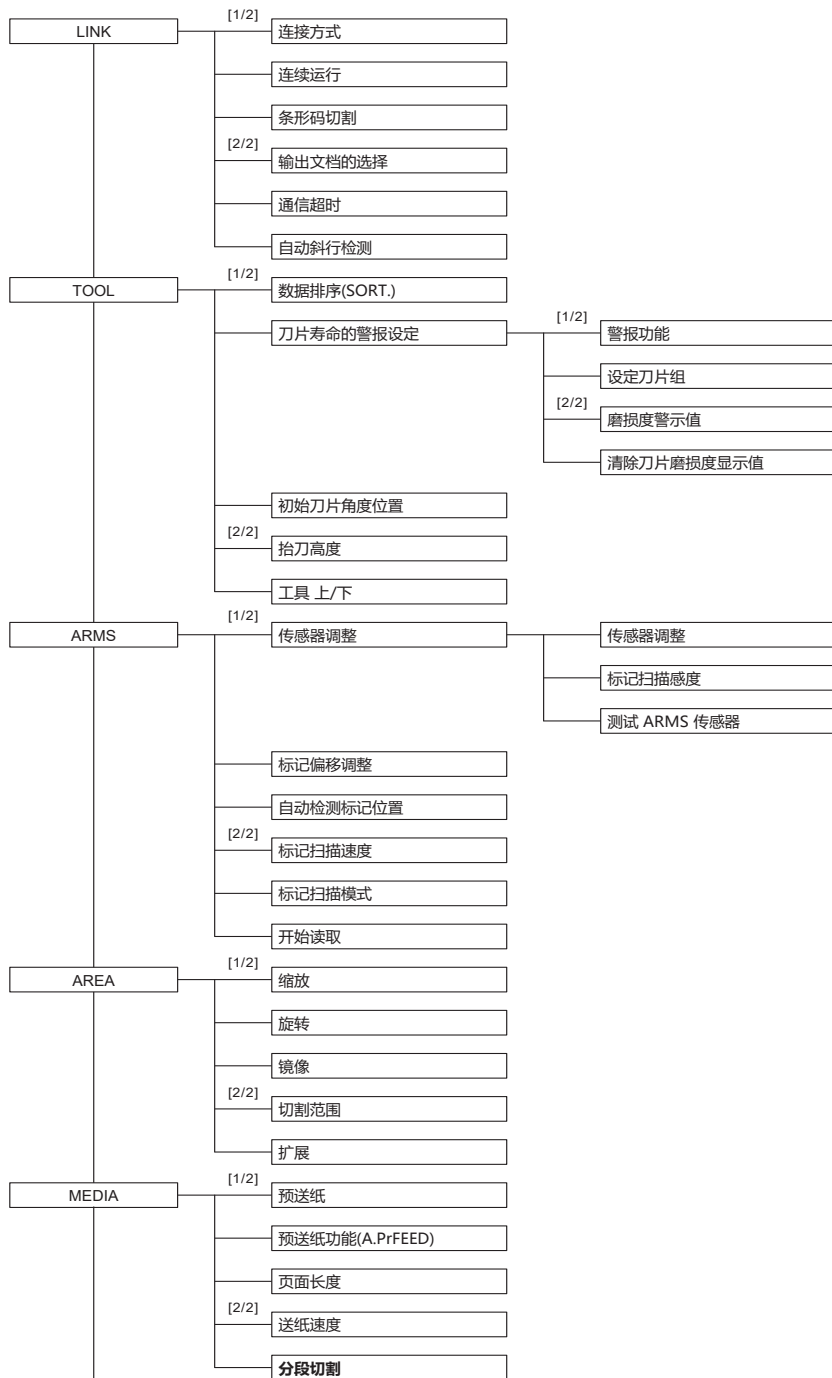 [1/2]
LINK
连接方式
连续运行
条形码切割
[2/2]
输出文档的选择
通信超时
自动斜行检测
[1/2]
TOOL
数据排序(SORT.)
刀片寿命的警报设定
[1/2]
警报功能
设定刀片组
[2/2]
磨损度警示值
清除刀片磨损度显示值
初始刀片角度位置
[2/2]
抬刀高度
工具 上/下
[1/2]
ARMS
传感器调整
传感器调整
标记扫描感度
测试 ARMS 传感器
标记偏移调整
自动检测标记位置
[2/2]
标记扫描速度
标记扫描模式
开始读取
[1/2]
AREA
缩放
旋转
镜像
[2/2]
切割范围
扩展
[1/2]
MEDIA
预送纸
预送纸功能(A.PrFEED)
页面长度
[2/2]
送纸速度
分段切割